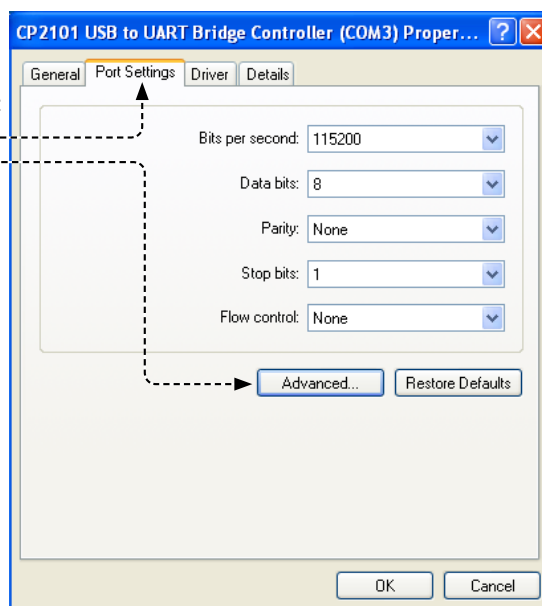 CP2101 USB to UART Bridge Controller (COM3) Proper...
General Port Settings Driver Details
Bits per second: 115200
Data bits: 8
Parity: None
Stop bits: 1
Flow control: None
Advanced... Restore Defaults
OK Cancel